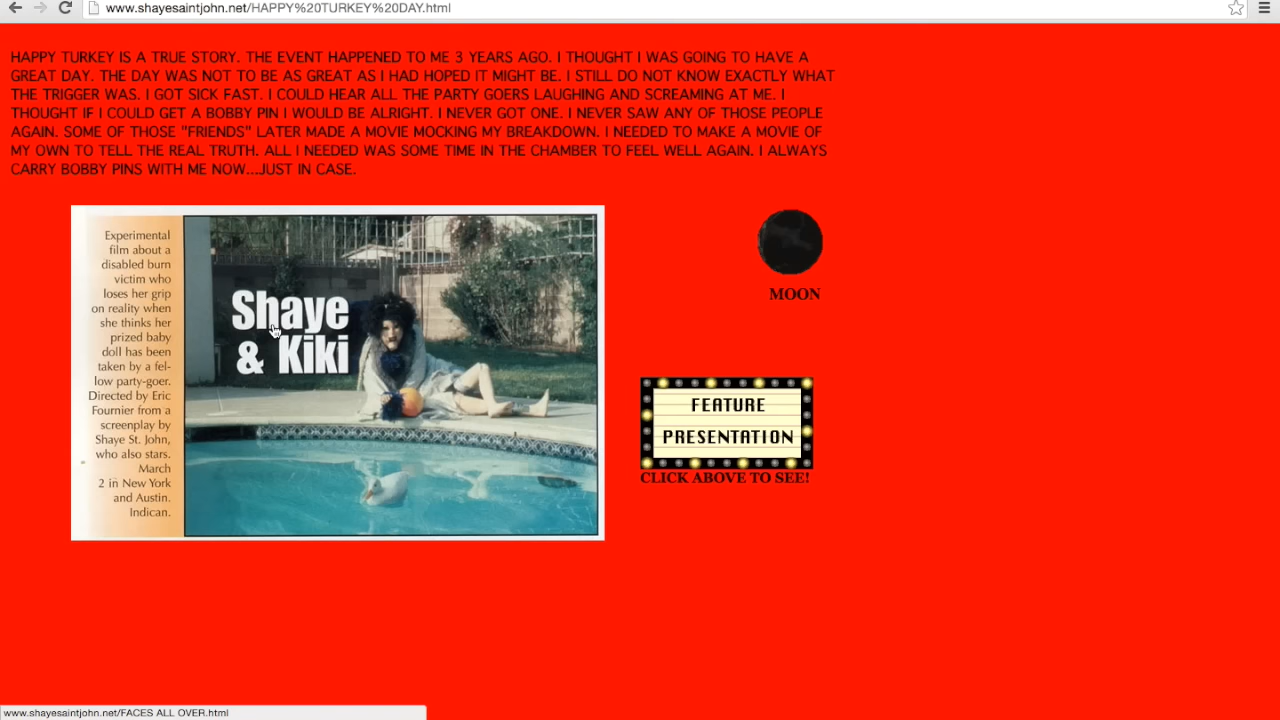 www.shayesaintjohn.net/HAPPY%20TURKEY%20DAY.html
HAPPY TURKEY IS A TRUE STORY. THE EVENT HAPPENED TO ME 3 YEARS AGO. I THOUGHT I WAS GOING TO HAVE A
GREAT DAY. THE DAY WAS NOT TO BE AS GREAT AS I HAD HOPED IT MIGHT BE. I STILL DO NOT KNOW EXACTLY WHAT
THE TRIGGER WAS. I GOT SICK FAST. I COULD HEAR ALL THE PARTY GOERS LAUGHING AND SCREAMING AT ME. I
THOUGHT IF I COULD GET A BOBBY PIN I WOULD BE ALRIGHT. I NEVER GOT ONE. I NEVER SAW ANY OF THOSE PEOPLE
AGAIN. SOME OF THOSE "FRIENDS" LATER MADE A MOVIE MOCKING MY BREAKDOWN. I NEEDED TO MAKE A MOVIE OF
MY OWN TO TELL THE REAL TRUTH. ALL I NEEDED WAS SOME TIME IN THE CHAMBER TO FEEL WELL AGAIN. I ALWAYS
CARRY BOBBY PINS WITH ME NOW...JUST IN CASE.
Experimental
film about a
disabled burn
victim who
loses her grip
on reality when
she thinks her
prized baby
doll has been
taken by a fel-
low party-goer.
Directed by Eric
Fournier from a
screenplay by
Shaye St. John,
who also stars.
March
2 in New York
and Austin.
Indican.
Shaye
& Kiki
MOON
FEATURE
PRESENTATION
CLICK ABOVE TO SEE!
www.shayesaintjohn.net/FACES ALL OVER.html